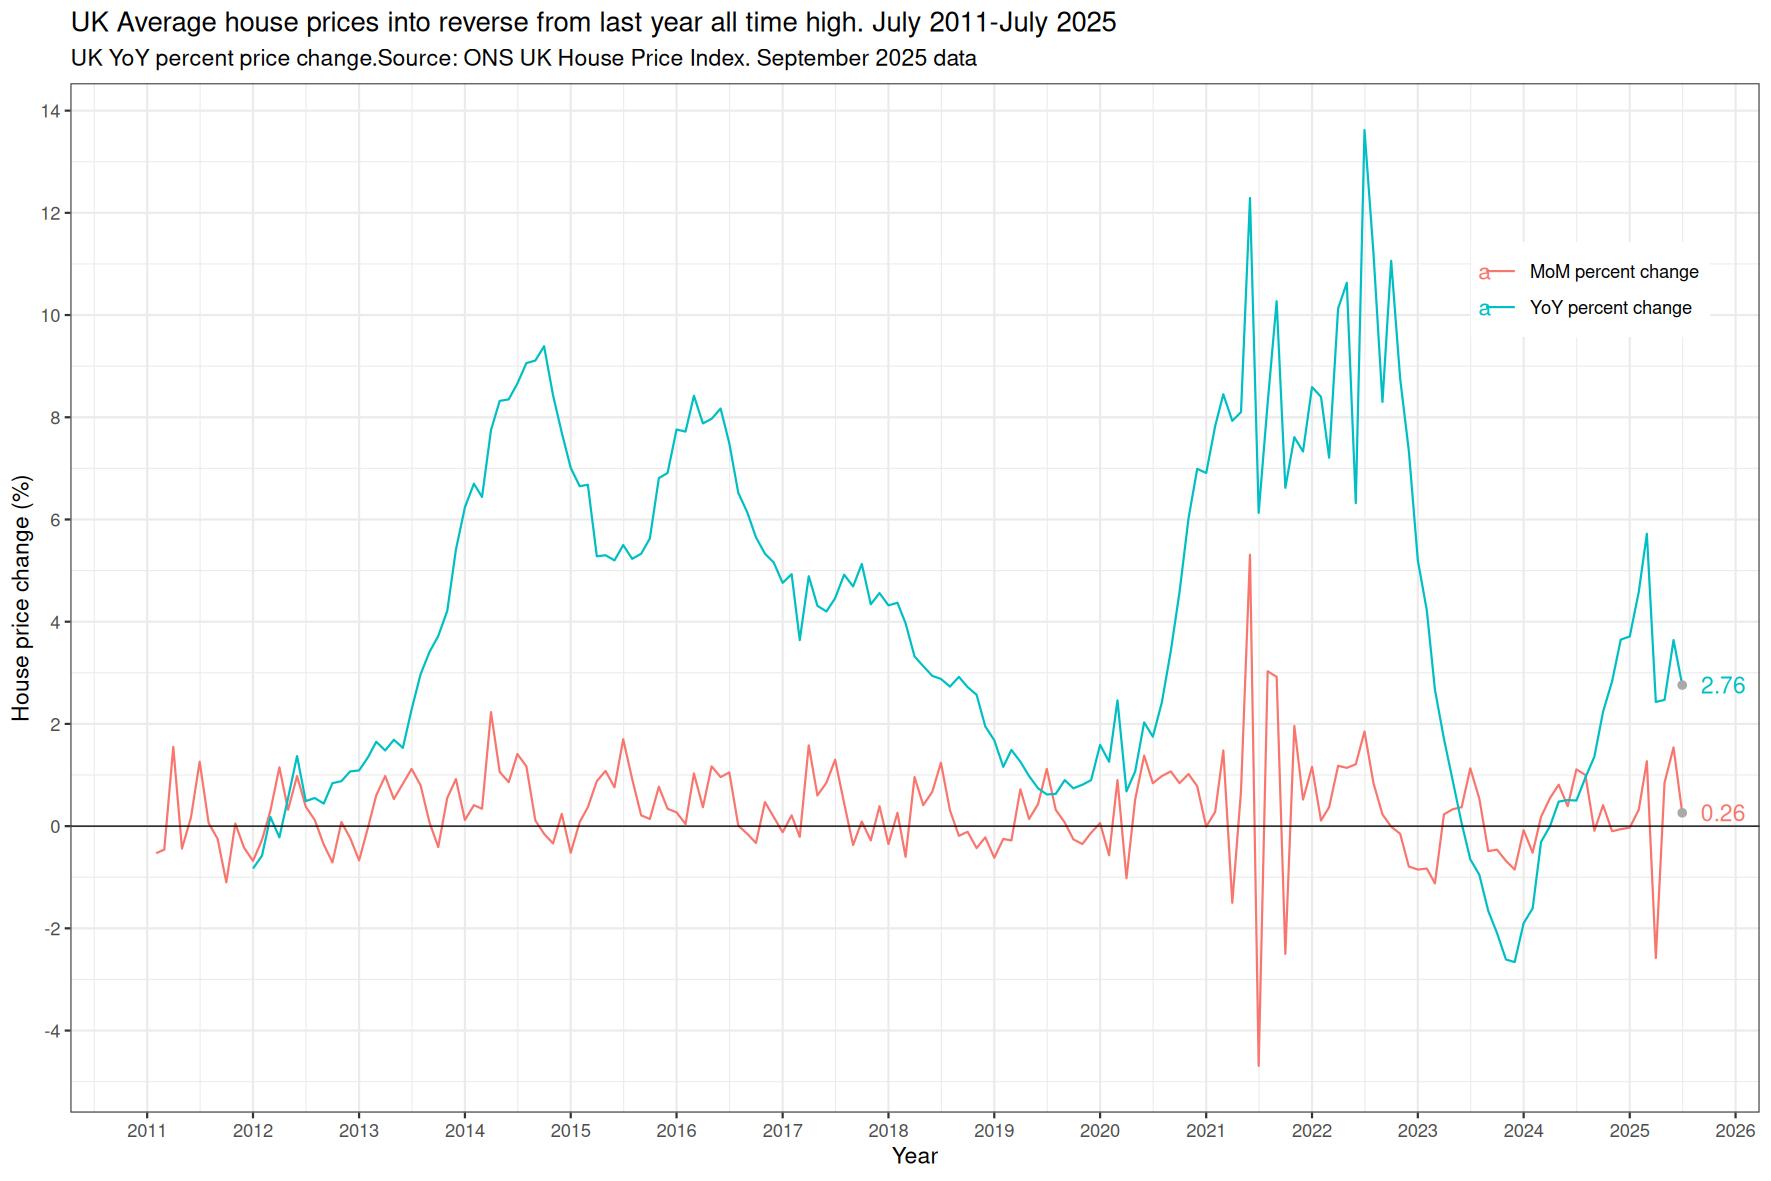 UK Average house prices into reverse from last year all time high. July 2011-July 2025
UK YoY percent price change.Source: ONS UK House Price Index. September 2025 data
14
12
10
8
6
4
2
0
-2
-4
House price change (%)
a MoM percent change
a YoY percent change
2.76
0.26
2011 2012 2013 2014 2015 2016 2017 2018 2019 2020 2021 2022 2023 2024 2025 2026
Year